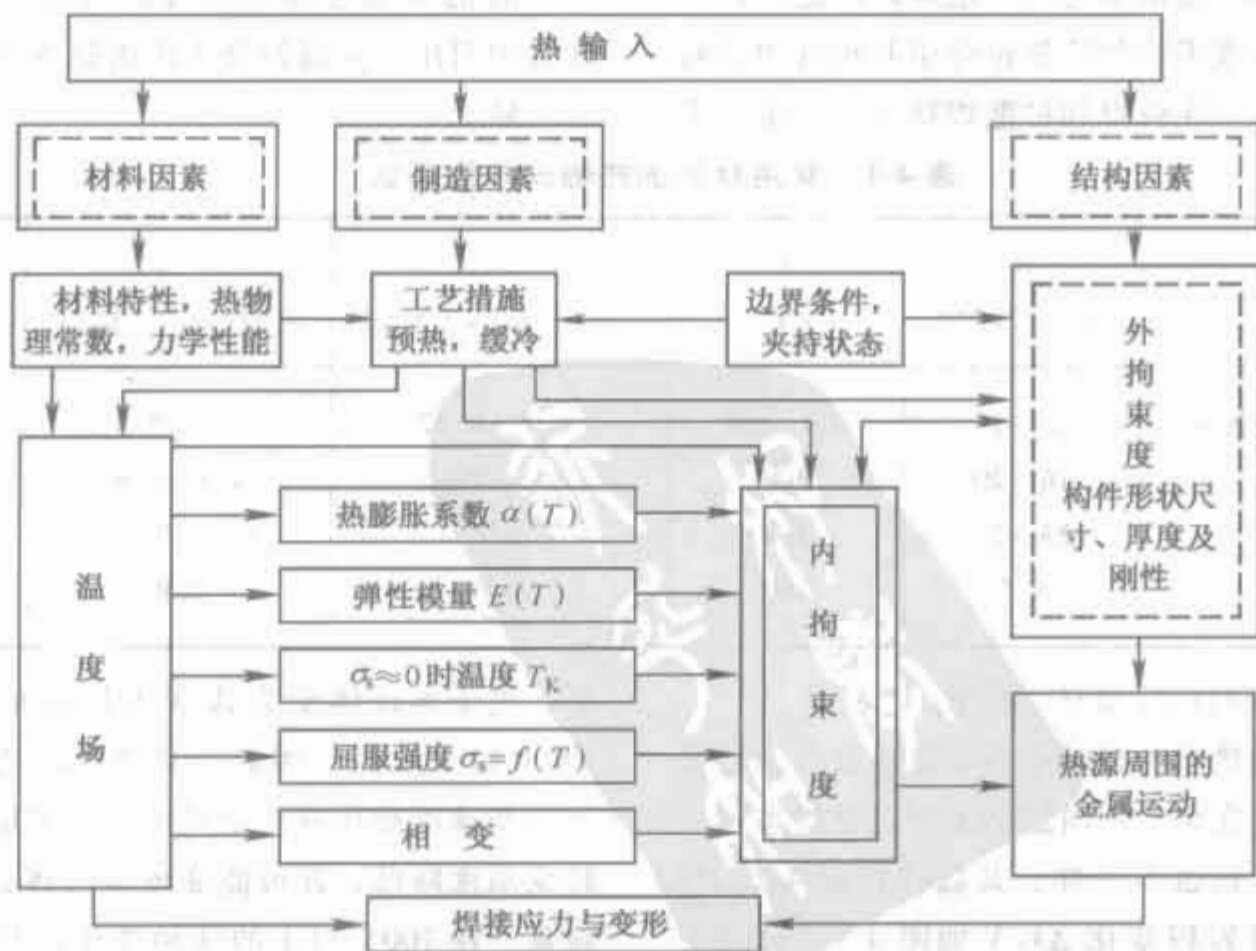 热 输 入
材料因素
制造因素
结构因素
材料特性，热物
理常数，力学性能
工艺措施
预热，缓冷
边界条件，
夹持状态
外
拘
束
度
构件形状尺
寸、厚度及
刚性
温
度
场
热膨胀系数 α(T)
弹性模量 E(T)
σs≈0时温度 TK
屈服强度 σs=f(T)
相 变
内
拘
束
度
热源周围的
金属运动
焊接应力与变形